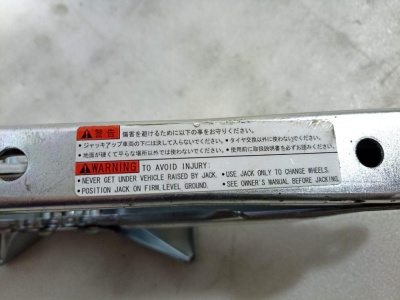 ⚠警告 傷害を避けるために以下の事をお守りください。
•ジャッキアップ車両の下には決して入らないでください。 •タイヤ交換以外に使わないでください。
•地面が硬くて平らな場所以外では使わないでください。 •使用前に取扱説明書を必ずお読みください。
⚠WARNING TO AVOID INJURY:
•NEVER GET UNDER VEHICLE RAISED BY JACK. •USE JACK ONLY TO CHANGE WHEELS.
•POSITION JACK ON FIRM, LEVEL GROUND. •SEE OWNER'S MANUAL BEFORE JACKING.